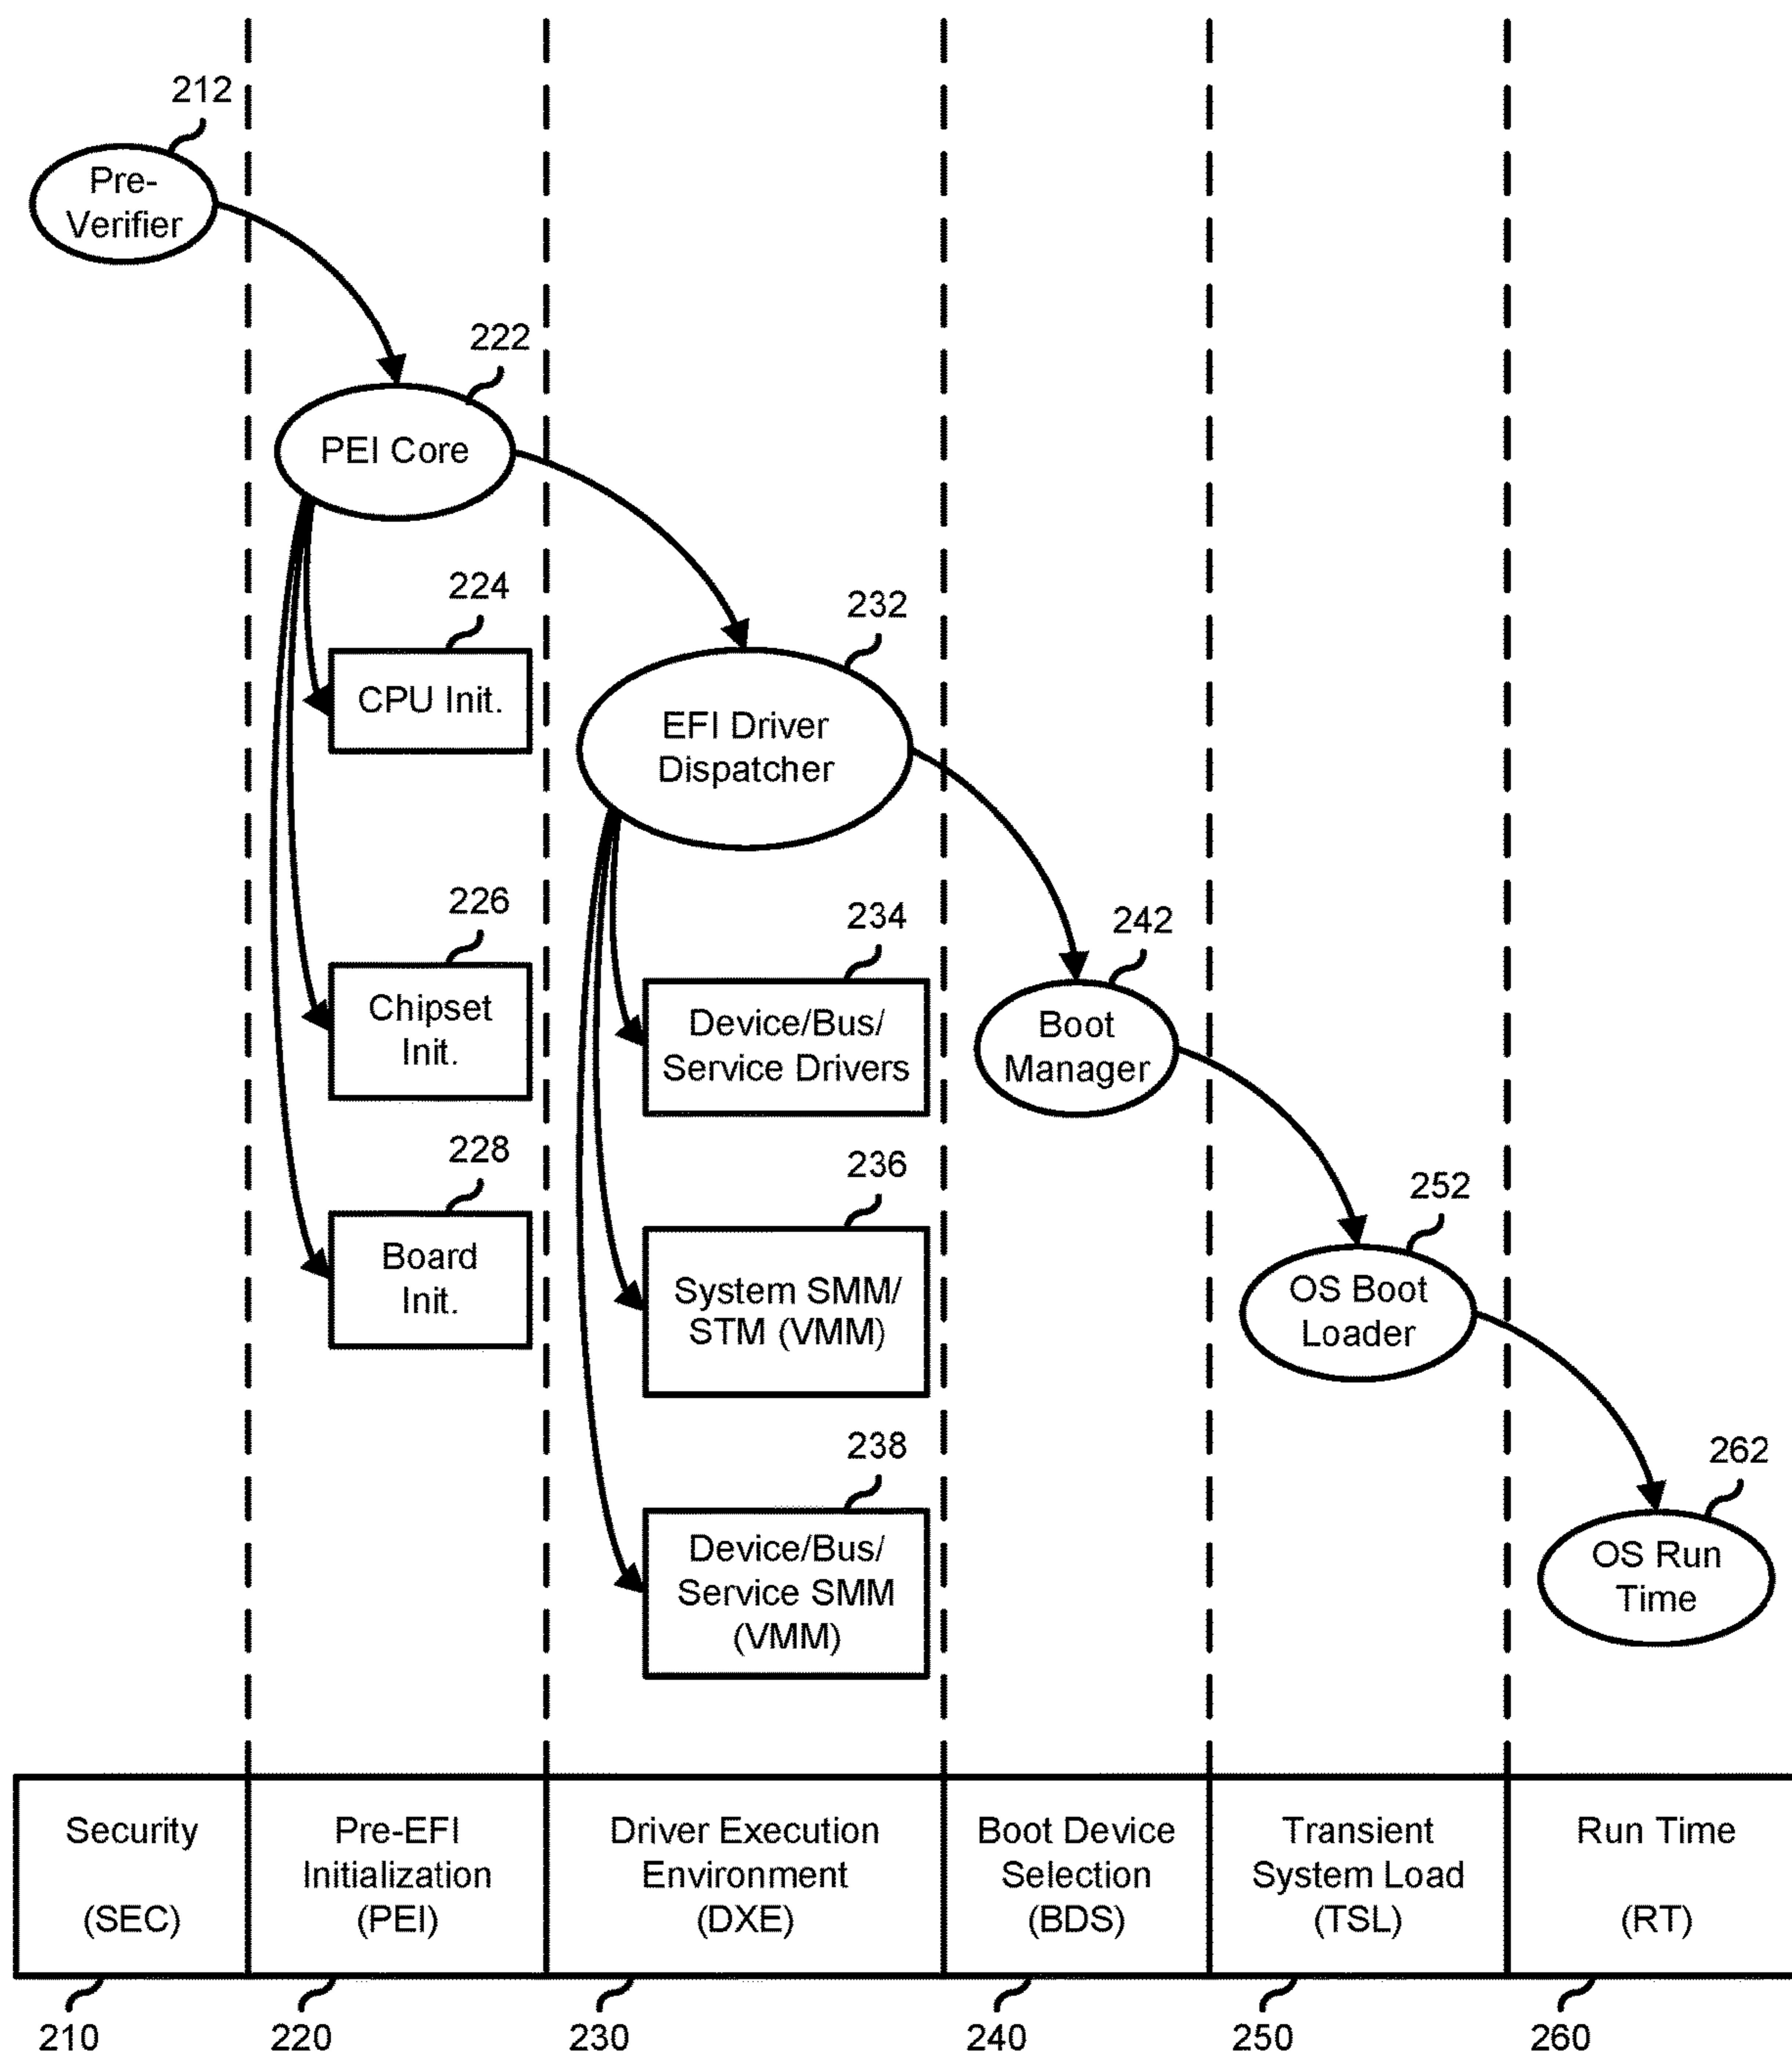 212
Pre-
Verifier
222
PEI Core
224
CPU Init.
226
Chipset
Init.
228
Board
Init.
232
EFI Driver
Dispatcher
234
Device/Bus/
Service Drivers
236
System SMM/
STM (VMM)
238
Device/Bus/
Service SMM
(VMM)
242
Boot
Manager
252
OS Boot
Loader
262
OS Run
Time
Security
(SEC)
Pre-EFI
Initialization
(PEI)
Driver Execution
Environment
(DXE)
Boot Device
Selection
(BDS)
Transient
System Load
(TSL)
Run Time
(RT)
210
220
230
240
250
260